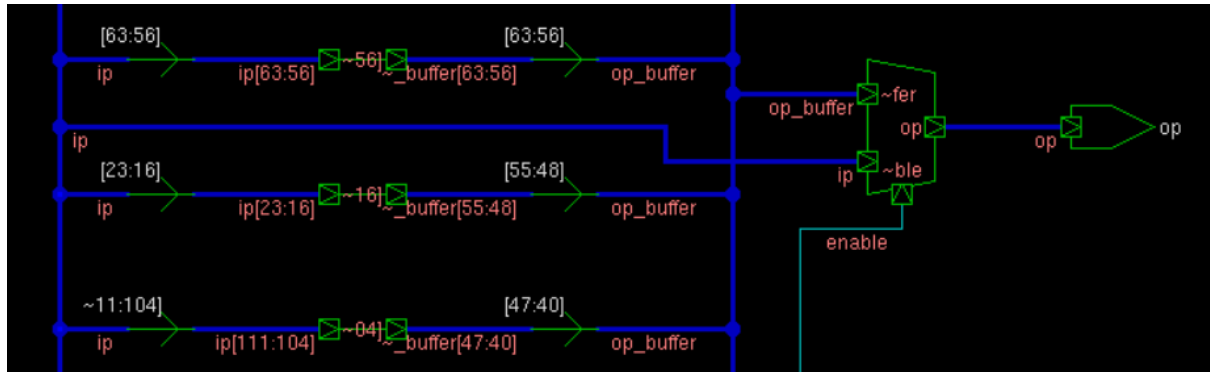 [63:56] [63:56]
ip ip[63:56] ~56] ~_buffer[63:56] op_buffer
op_buffer ~fer
ip op op op
[23:16] [55:48] ip ~ble
ip ip[23:16] ~16] ~_buffer[55:48] op_buffer
enable
~11:104] [47:40]
ip ip[111:104] ~04] ~_buffer[47:40] op_buffer